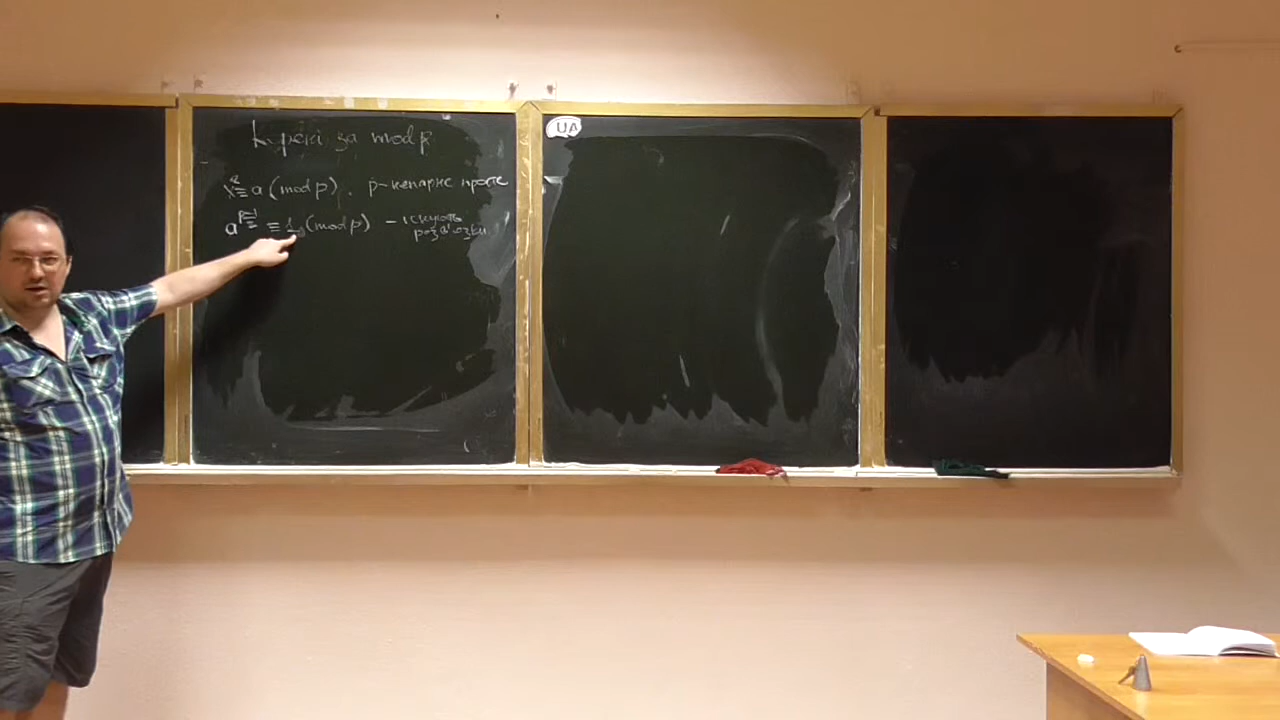 Корені за mod p
x² ≡ a (mod p), p - непарне просте
a^((p-1)/2) ≡ 1 (mod p) - існують
розв'язки
UA